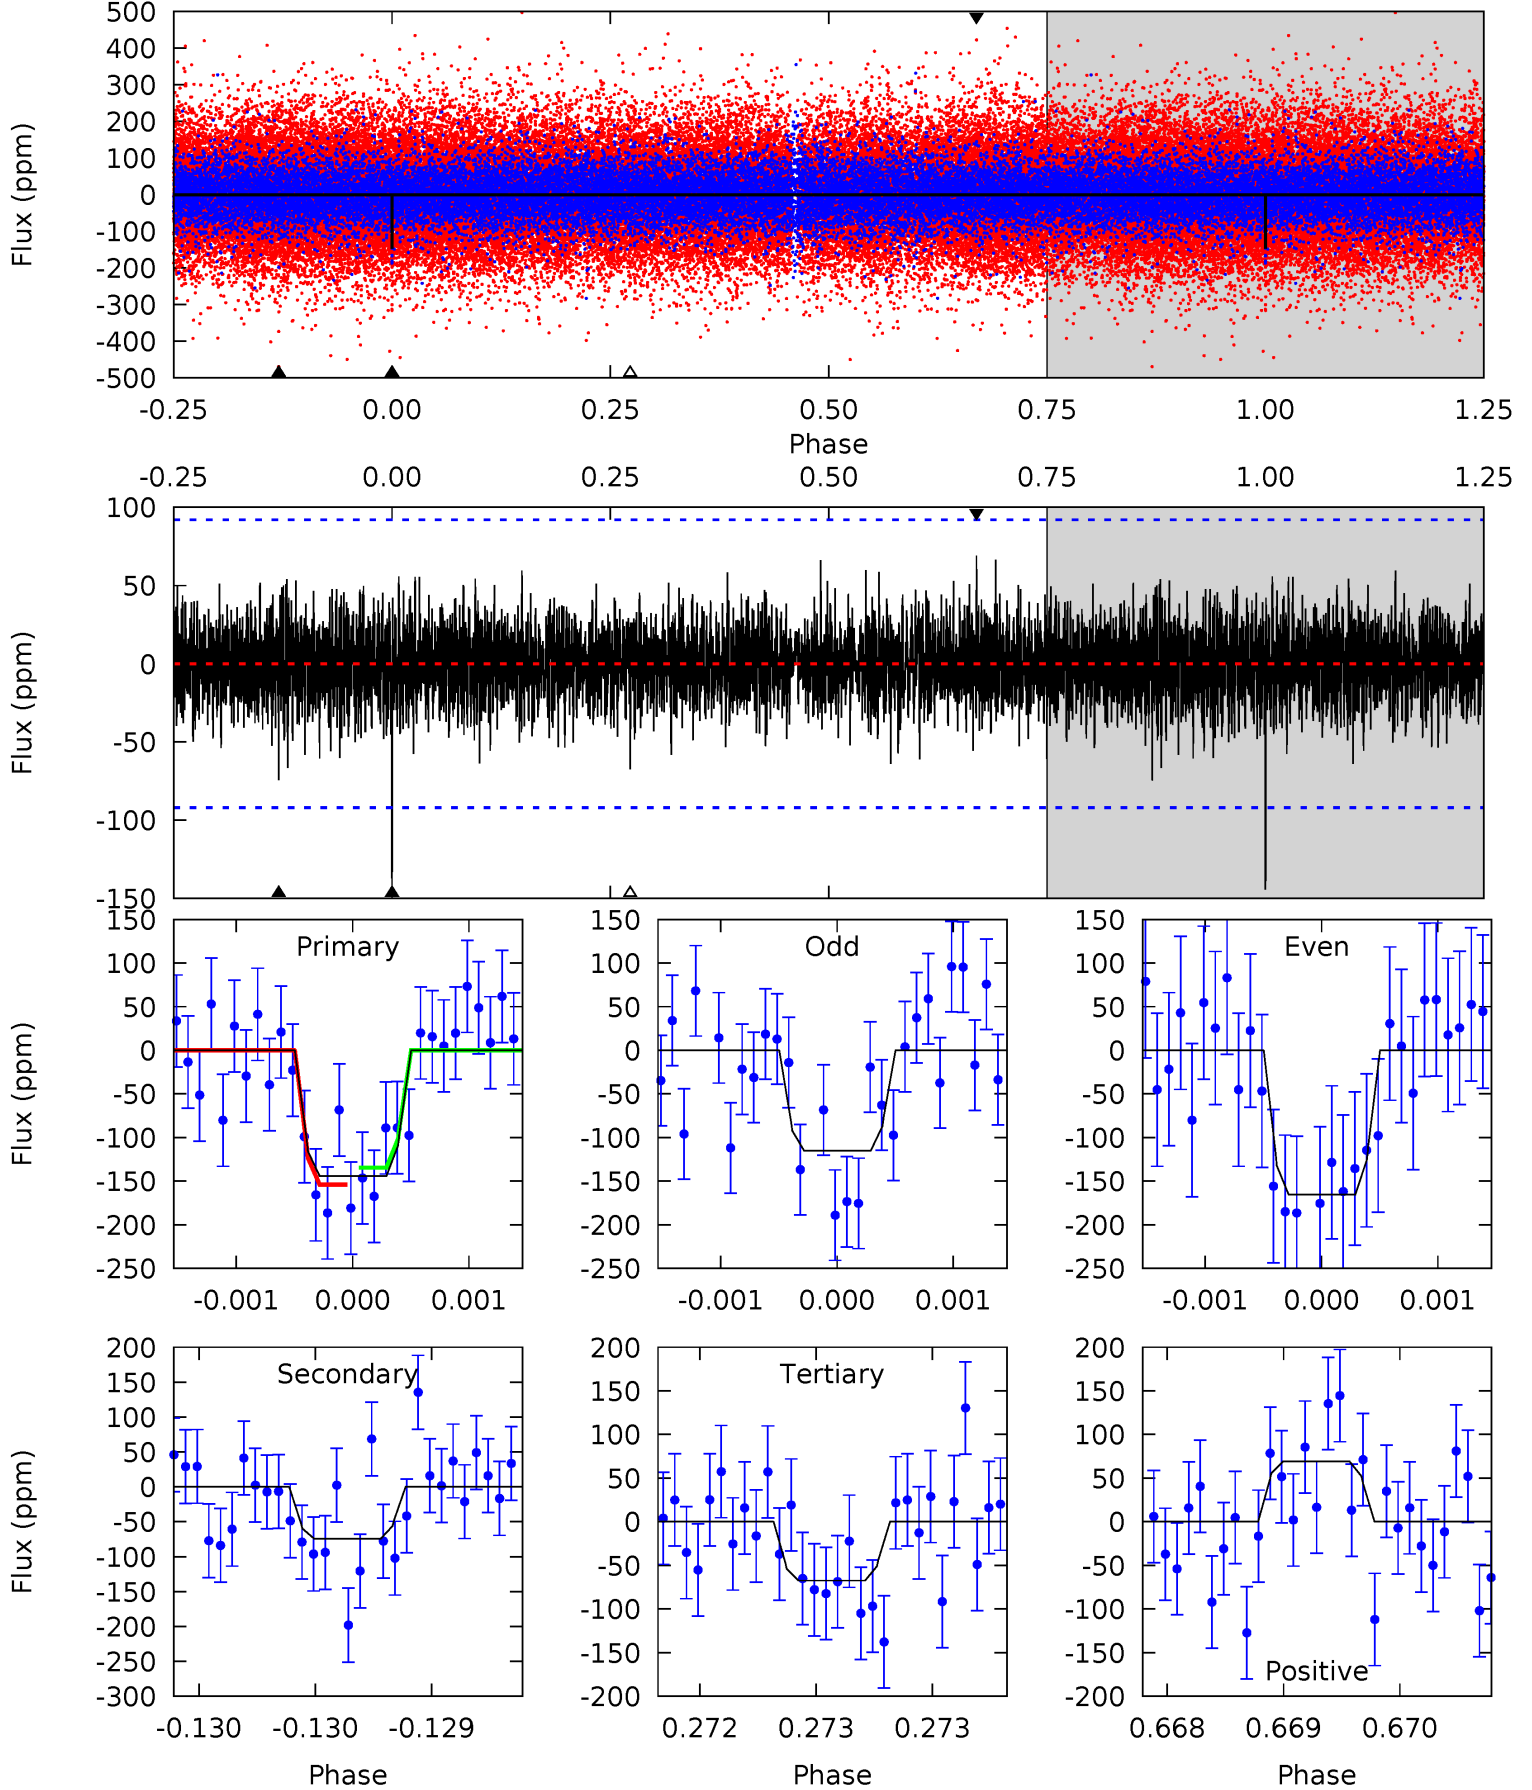 500
400
300
200
100
0
-100
-200
-300
-400
-500
Flux (ppm)
-0.25 0.00 0.25 0.50 0.75 1.00 1.25
Phase
-0.25 0.00 0.25 0.50 0.75 1.00 1.25
100
50
0
-50
-100
-150
Flux (ppm)
Primary Odd Even
150 150 150
100 100 100
50 50 50
0 0 0
-50 -50 -50
-100 -100 -100
-150 -150 -150
-200 -200 -200
-250 -250 -250
Flux (ppm)
-0.001 0.000 0.001 -0.001 0.000 0.001 -0.001 0.000 0.001
Secondary Tertiary
200 200 200
150 150 150
100 100 100
50 50 50
0 0 0
-50 -50 -50
-100 -100 -100
-150 -150 -150
-200 -200 -200
-250
-300
Positive
Flux (ppm)
-0.130 -0.130 -0.129 0.272 0.273 0.273 0.668 0.669 0.670
Phase Phase Phase